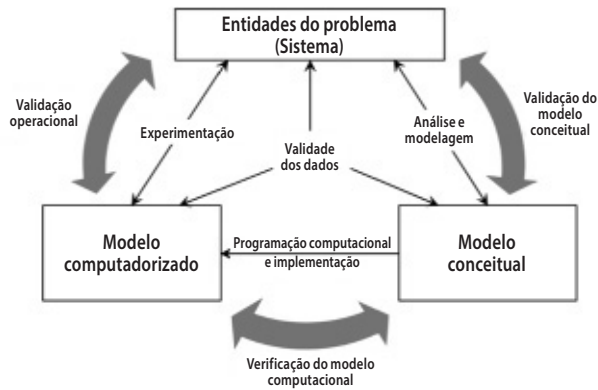 Entidades do problema
(Sistema)
Validação
operacional
Experimentação
Validade
dos dados
Análise e
modelagem
Validação do
modelo
conceitual
Modelo
computadorizado
Programação computacional
e implementação
Modelo
conceitual
Verificação do modelo
computacional